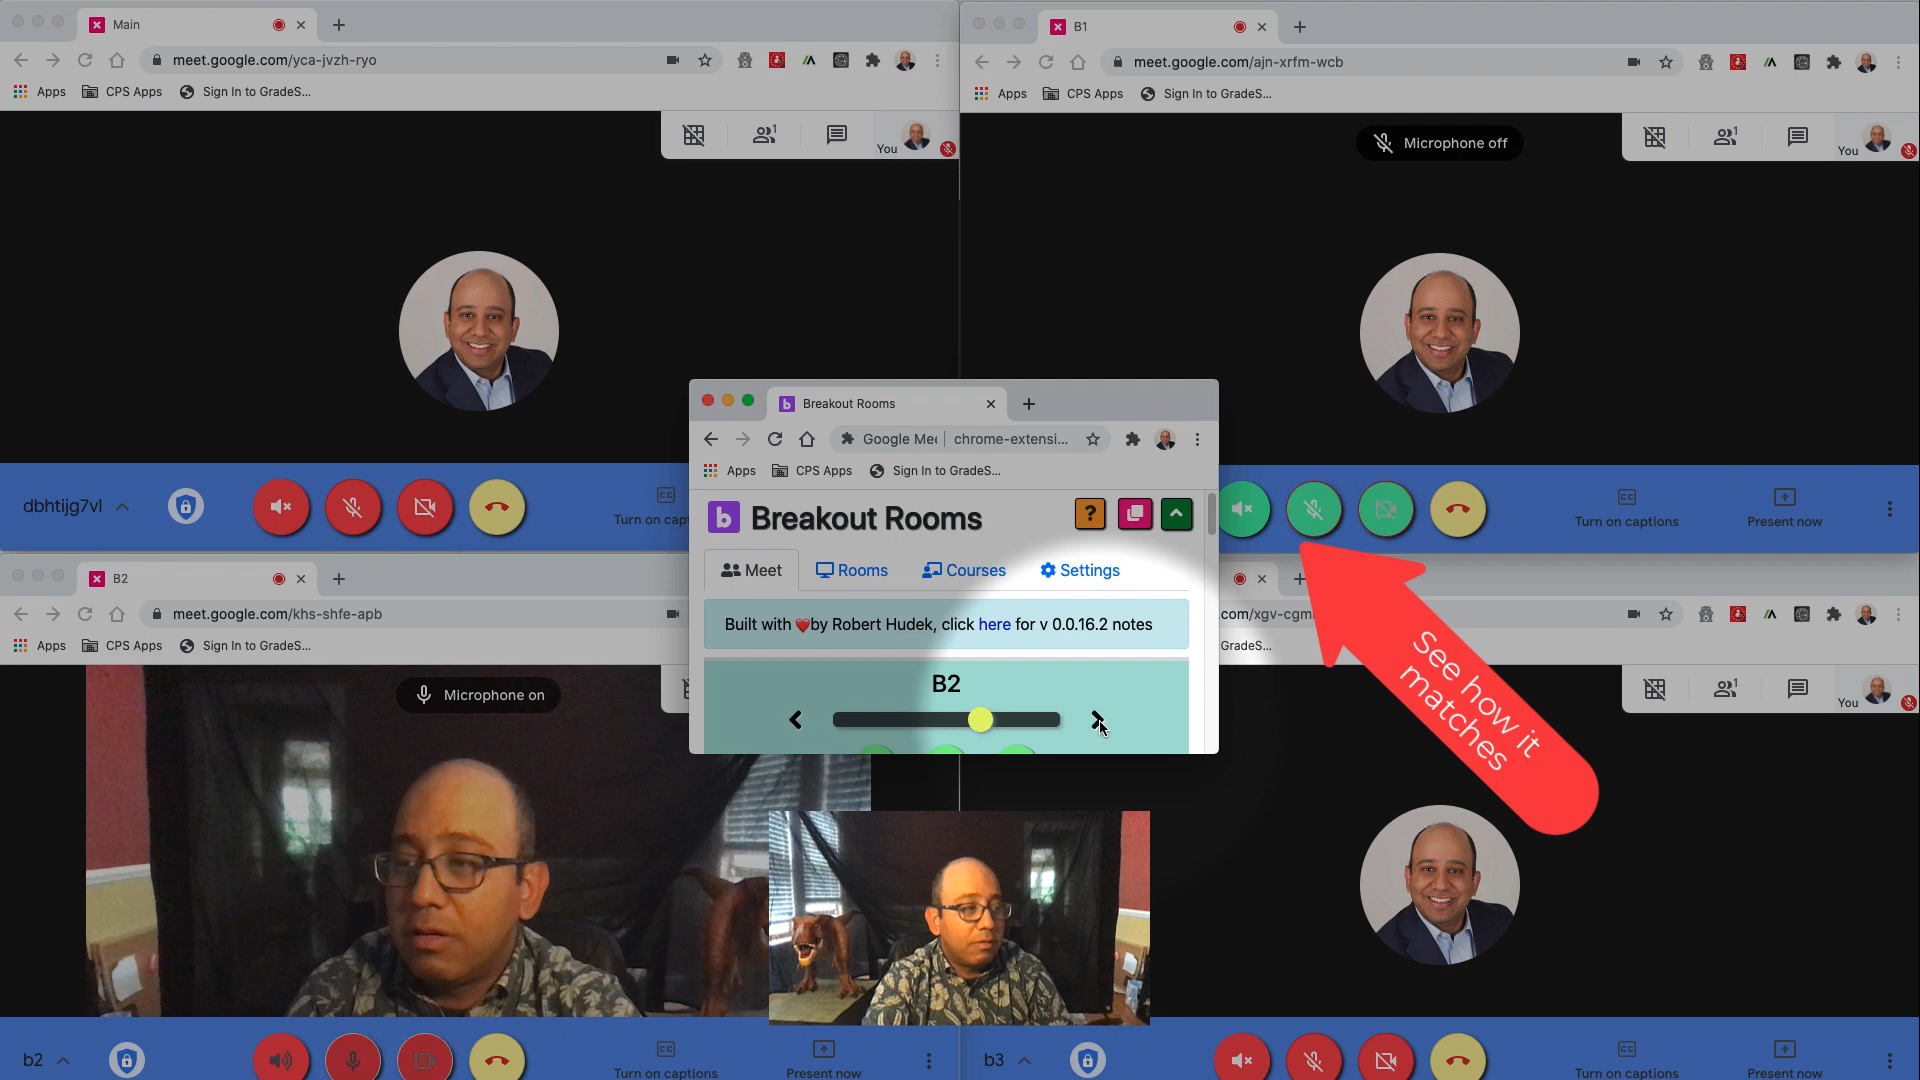 Main
meet.google.com/yca-jvzh-ryo
Apps
CPS Apps
Sign In to GradeS...
1
You
dbhtijg7vl
Turn on capt
B1
meet.google.com/ajn-xrfm-wcb
Apps
CPS Apps
Sign In to GradeS...
Microphone off
1
You
Turn on captions
Present now
Breakout Rooms
Google Mee
chrome-extensi...
Apps
CPS Apps
Sign In to GradeS...
b Breakout Rooms
?
Meet
Rooms
Courses
Settings
Built with ❤by Robert Hudek, click here for v 0.0.16.2 notes
B2
B2
meet.google.com/khs-shfe-apb
Apps
CPS Apps
Sign In to GradeS...
Microphone on
b2
Turn on captions
Present now
.com/xgv-cgm
GradeS...
1
You
See how it
matches
b3
Turn on captions
Present now